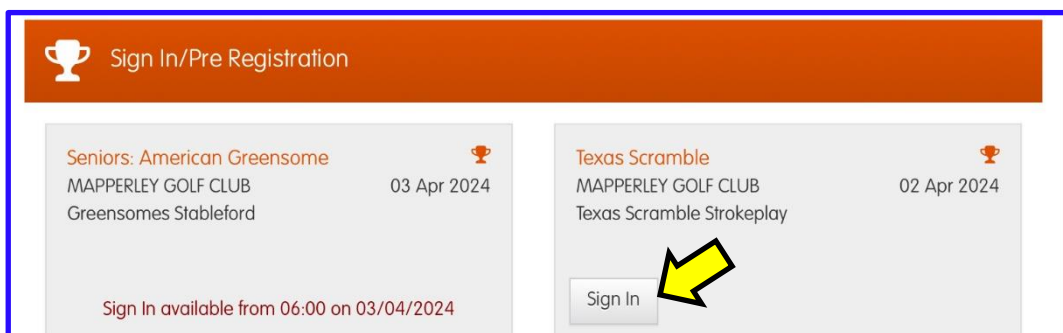 Sign In/Pre Registration
Seniors: American Greensome
MAPPERLEY GOLF CLUB 03 Apr 2024
Greensomes Stableford
Sign In available from 06:00 on 03/04/2024
Texas Scramble
MAPPERLEY GOLF CLUB 02 Apr 2024
Texas Scramble Strokeplay
Sign In